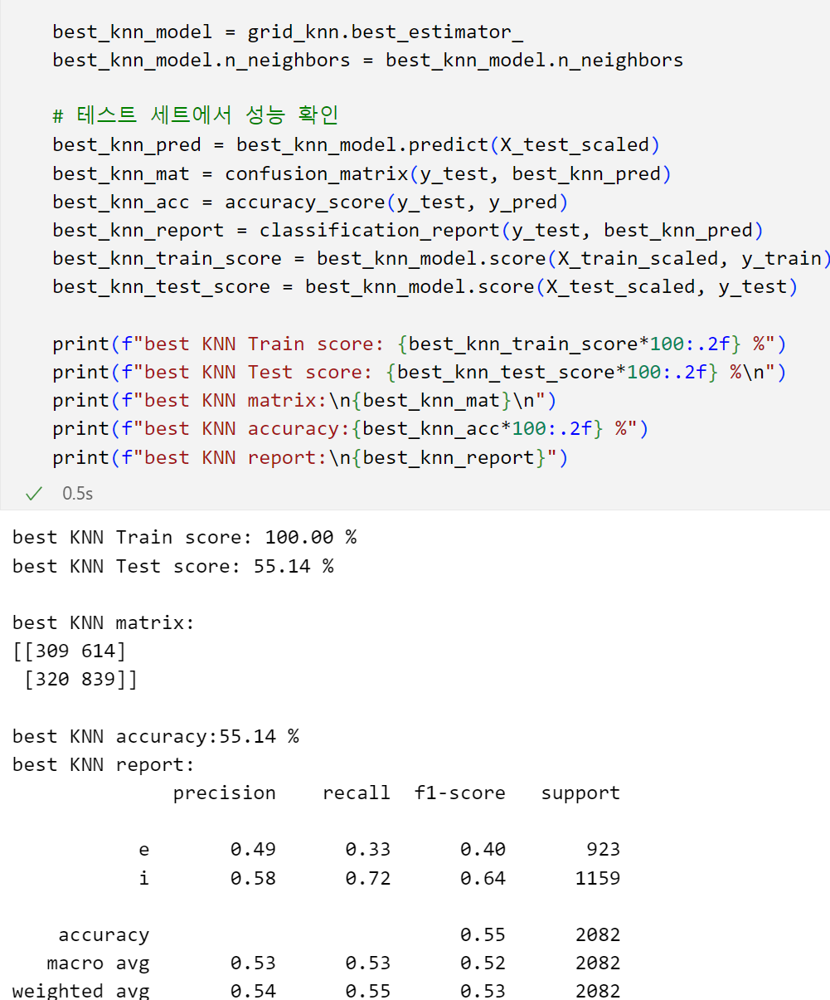 best_knn_model = grid_knn.best_estimator_
best_knn_model.n_neighbors = best_knn_model.n_neighbors
# 테스트 세트에서 성능 확인
best_knn_pred = best_knn_model.predict(X_test_scaled)
best_knn_mat = confusion_matrix(y_test, best_knn_pred)
best_knn_acc = accuracy_score(y_test, y_pred)
best_knn_report = classification_report(y_test, best_knn_pred)
best_knn_train_score = best_knn_model.score(X_train_scaled, y_train)
best_knn_test_score = best_knn_model.score(X_test_scaled, y_test)
print(f"best KNN Train score: {best_knn_train_score*100:.2f} %")
print(f"best KNN Test score: {best_knn_test_score*100:.2f} %\n")
print(f"best KNN matrix:\n{best_knn_mat}\n")
print(f"best KNN accuracy:{best_knn_acc*100:.2f} %")
print(f"best KNN report:\n{best_knn_report}")
0.5s
best KNN Train score: 100.00 %
best KNN Test score: 55.14 %
best KNN matrix:
[[309 614]
[320 839]]
best KNN accuracy:55.14 %
best KNN report:
precision recall f1-score support
e 0.49 0.33 0.40 923
i 0.58 0.72 0.64 1159
accuracy 0.55 2082
macro avg 0.53 0.53 0.52 2082
weighted avg 0.54 0.55 0.53 2082